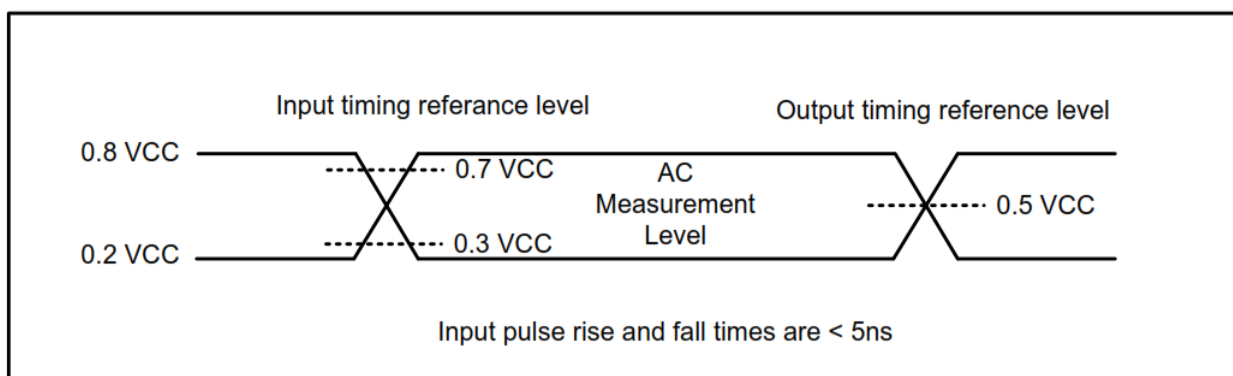 Input timing referance level
Output timing reference level
0.8 VCC
0.7 VCC
AC
Measurement
Level
0.5 VCC
0.2 VCC
0.3 VCC
Input pulse rise and fall times are < 5ns